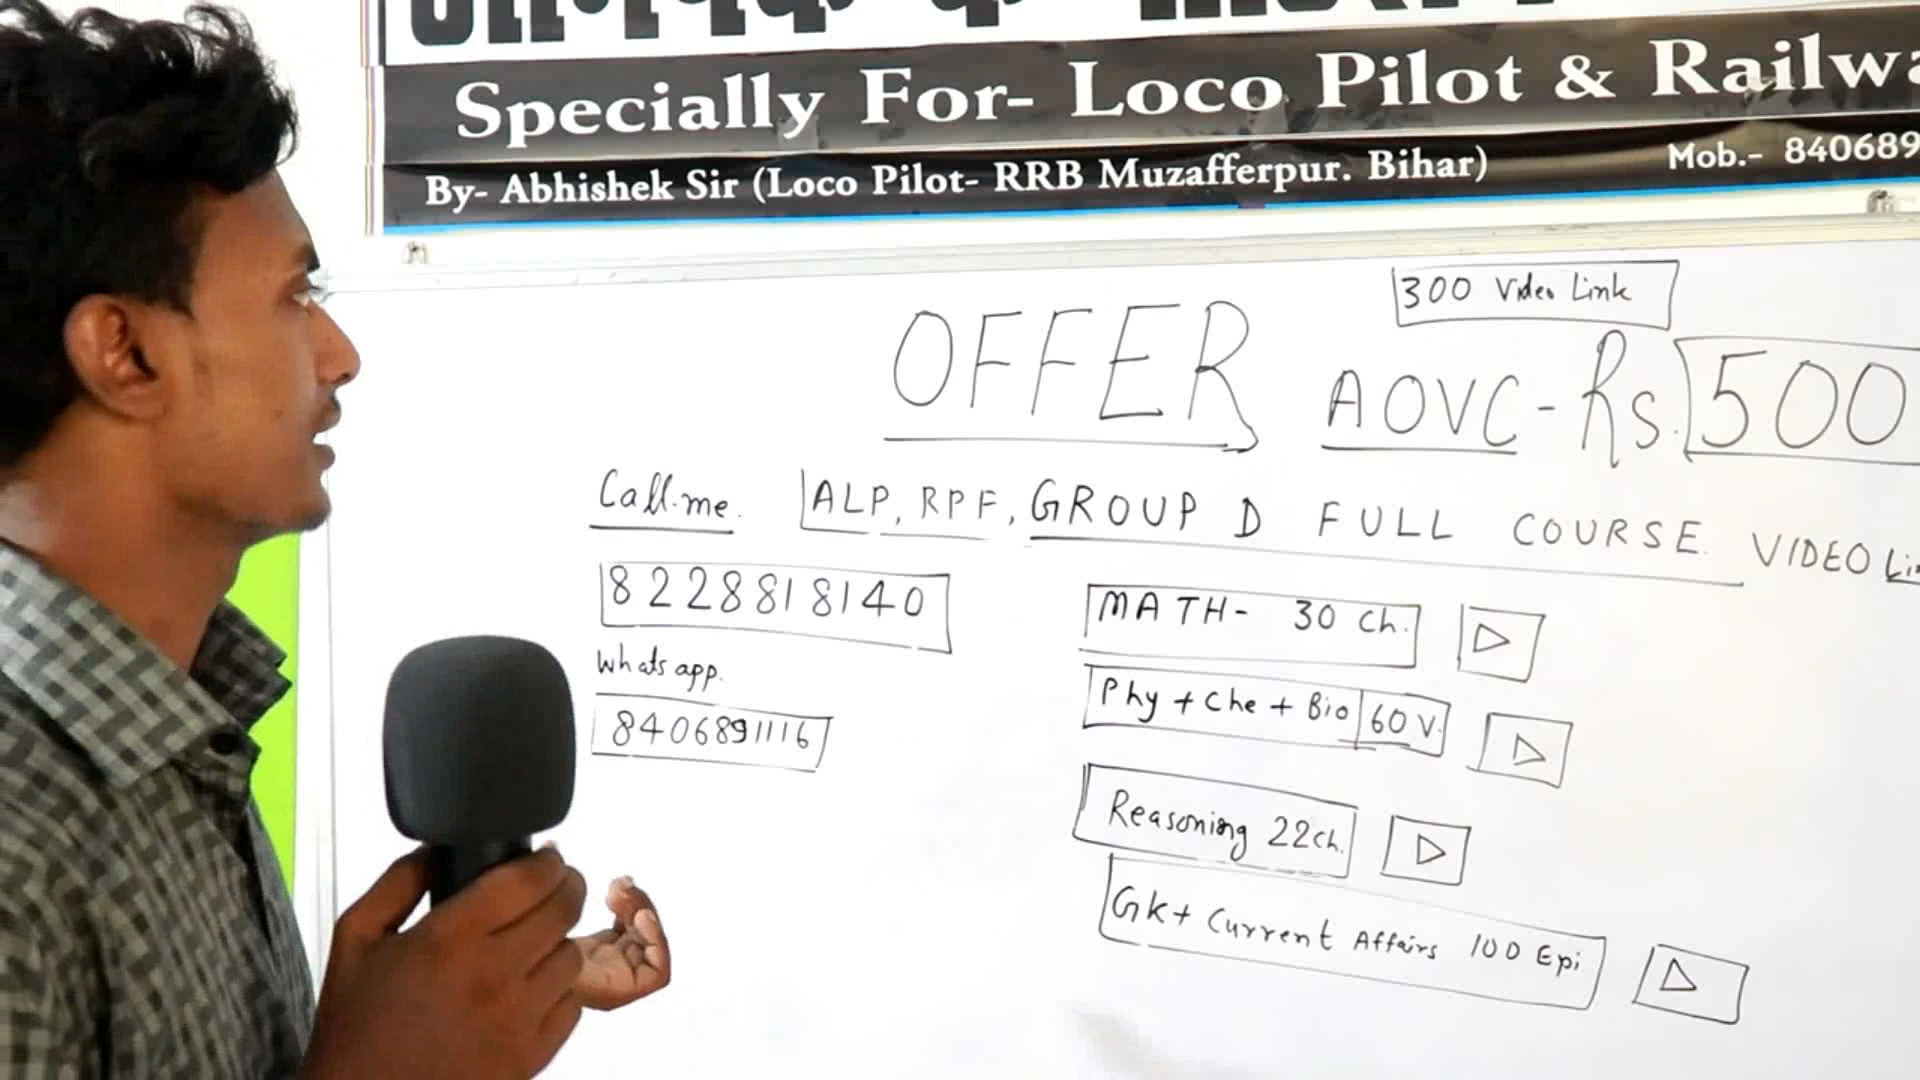 Specially For- Loco Pilot & Railwa
By- Abhishek Sir (Loco Pilot- RRB Muzafferpur. Bihar) Mob.- 840689
300 Video Link
OFFER AOVC - Rs. 500
Call.me. ALP, RPF, GROUP D FULL COURSE. VIDEO Lin
8228818140
MATH- 30 Ch.
Whats app.
8406891116
Phy + Che + Bio 60 V.
Reasoning 22ch.
Gk + Current Affairs 100 Epi